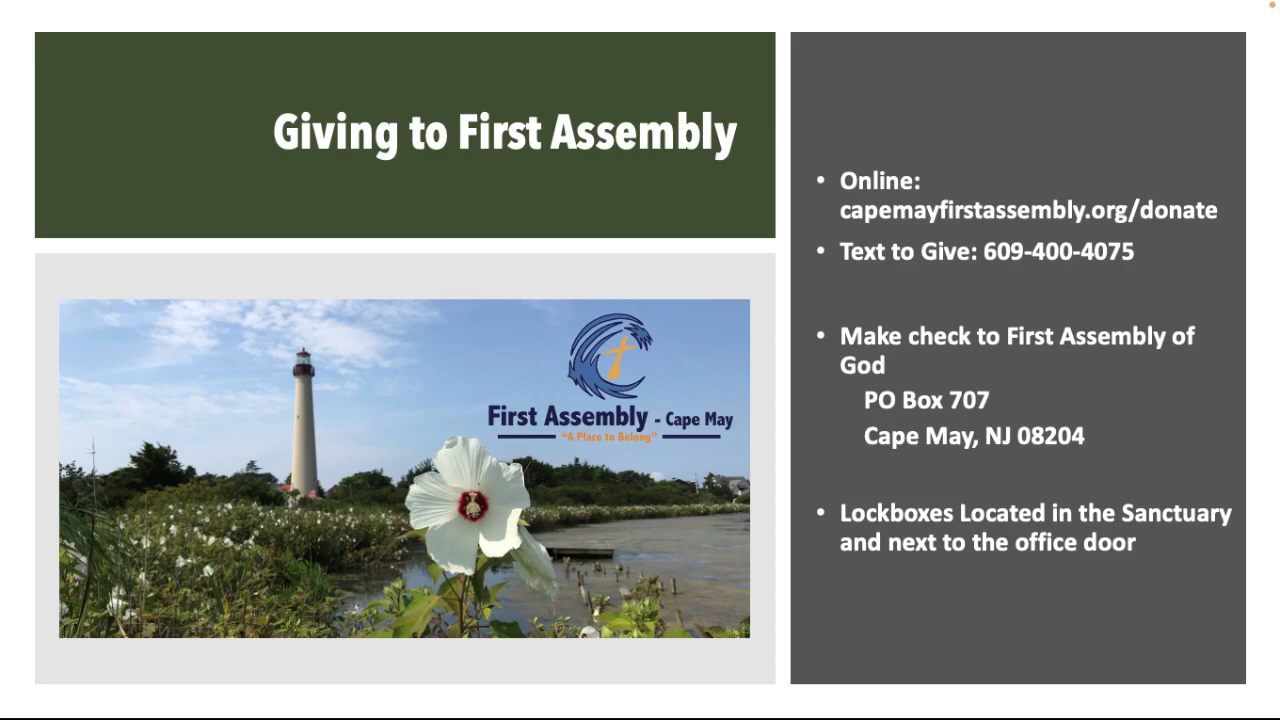 Giving to First Assembly
First Assembly - Cape May
"A Place to Belong"
• Online:
capemayfirstassembly.org/donate
• Text to Give: 609-400-4075
• Make check to First Assembly of
God
PO Box 707
Cape May, NJ 08204
• Lockboxes Located in the Sanctuary
and next to the office door